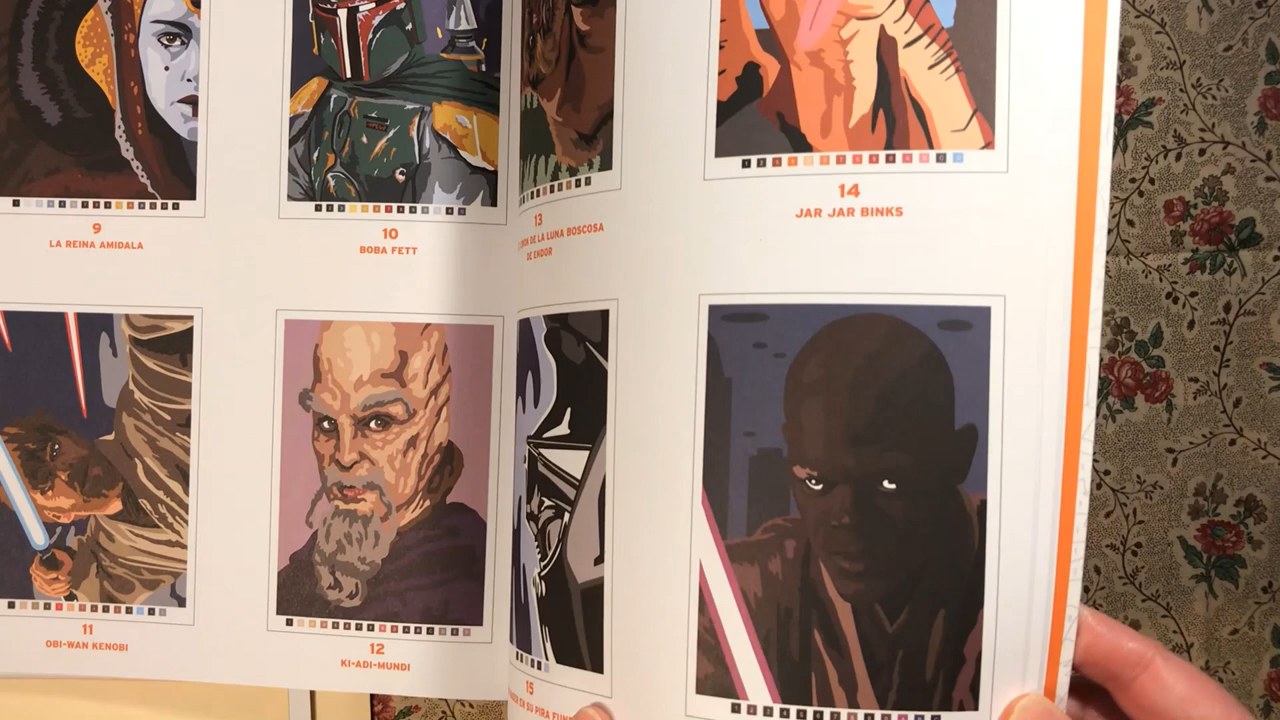 9
LA REINA AMIDALA
10
BOBA FETT
13
DE LA LUNA BOSCOSA
DE ENDOR
14
JAR JAR BINKS
11
OBI-WAN KENOBI
12
KI-ADI-MUNDI
15
EN SU PIRA